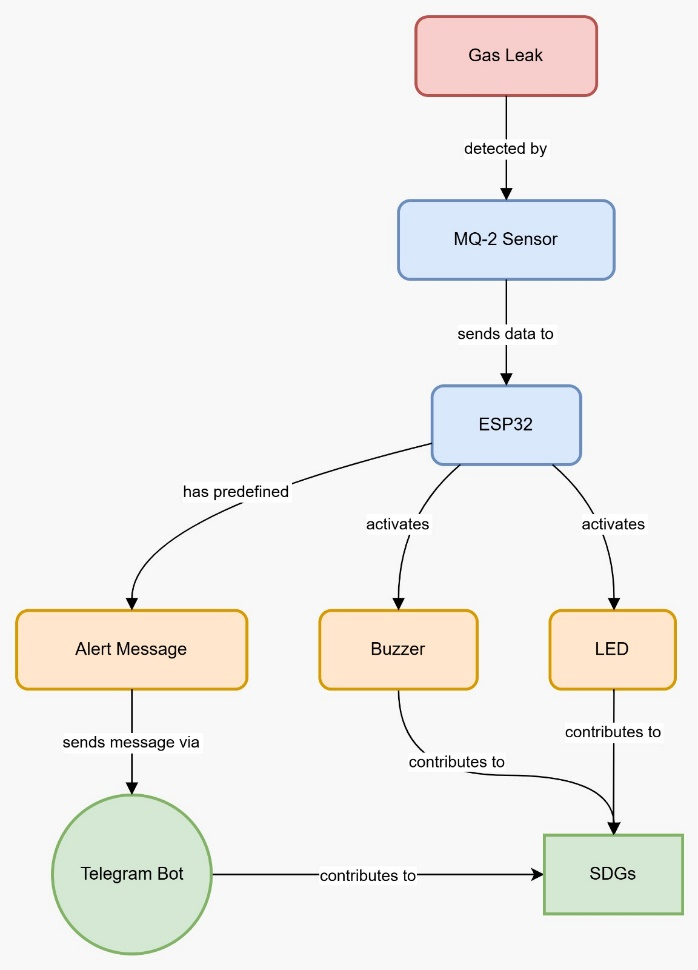 Gas Leak
detected by
MQ-2 Sensor
sends data to
ESP32
has predefined
activates
activates
Alert Message
Buzzer
LED
sends message via
contributes to
contributes to
Telegram Bot
contributes to
SDGs